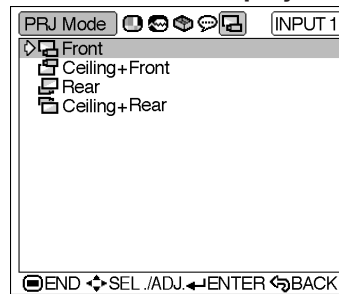 PRJ Mode INPUT 1
Front
Ceiling+Front
Rear
Ceiling+Rear
END SEL./ADJ. ENTER BACK